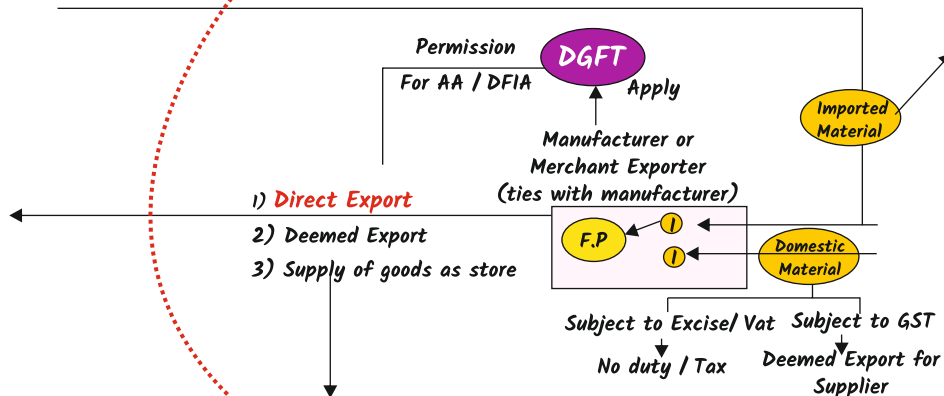 Permission
For AA / DFIA
DGFT
Apply
Imported
Material
Manufacturer or
Merchant Exporter
(ties with manufacturer)
1) Direct Export
2) Deemed Export
3) Supply of goods as store
F.P
I
I
Domestic
Material
Subject to Excise/ Vat
No duty / Tax
Subject to GST
Deemed Export for
Supplier